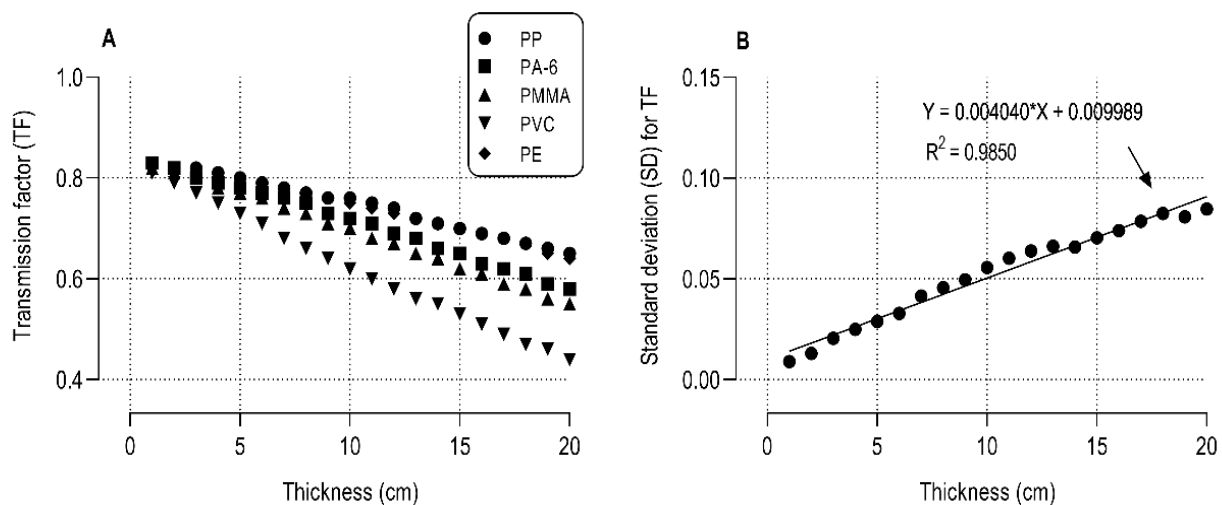 A
PP
PA-6
PMMA
PVC
PE
Transmission factor (TF)
1.0
0.8
0.6
0.4
0
5
10
15
20
Thickness (cm)
B
Standard deviation (SD) for TF
0.15
0.10
0.05
0.00
Y = 0.004040*X + 0.009989
R² = 0.9850
0
5
10
15
20
Thickness (cm)